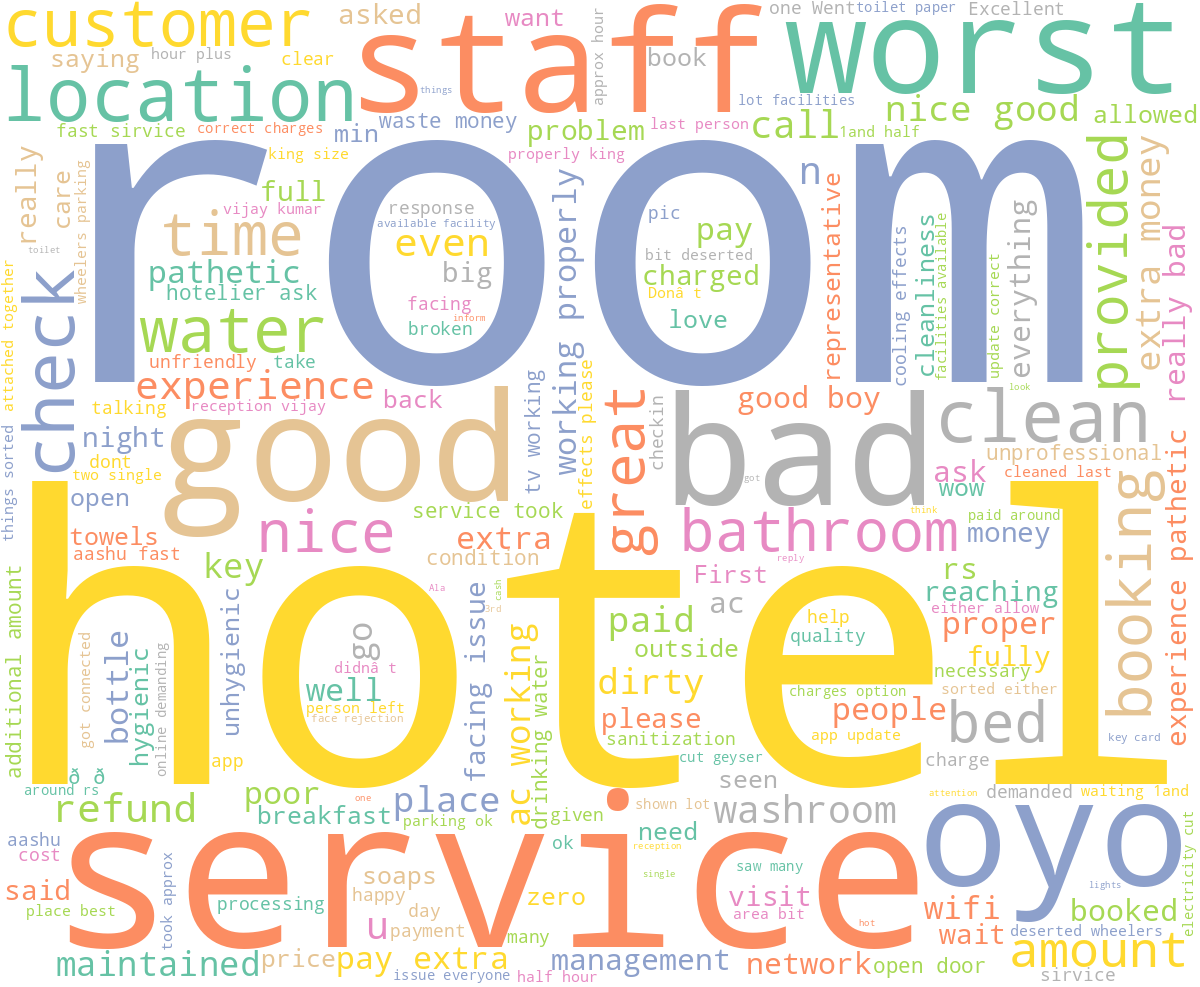 customer
saying
hour plus
clear
asked
want
staff
book
approx hour
one Went
toilet paper
Excellent
worst
location
things
lot facilities
nice good
allowed
fast sirvice
correct charges
min
waste money
problem
last person
call
1and half
room
king size
properly king
n
really
care
wheelers parking
toilet
full
vijay kumar
time
response
available facility
even
big
pic
pay
bit deserted
charged
Donâ t
love
pathetic
hotelier ask
facing
inform
broken
water
unfriendly
take
working properly
representative
cooling effects
cleanliness
facilities available
update correct
everything
provided
extra money
really bad
things sorted attached together
check
experience
reception vijay
back
look
talking
night
dont
two single
open
good
tv working
effects please
great
checkin
bad
got
good boy
clean
unprofessional
ask
cleaned last
wow
think
paid around
money
booking
experience pathetic
towels
aashu fast
nice
service took
extra
condition
key
bathroom
reply
First
ac
rs
reaching
either allow
proper
fully
hotel
Ala
3rd
cash
additional amount
got connected
bottle
hygienic
online demanding
unhygienic
go
didnâ t
well
person left
face rejection
facing issue
ac working
drinking water
paid
outside
dirty
please
sanitization
cut geyser
help
quality
charges option
people
app update
necessary
sorted either
bed
key card
app
ð ð
around rs
seen
charge
refund
poor
breakfast
one
place
parking ok
given
ok
shown lot
need
reception
washroom
attention
demanded
waiting 1and
oyo
electricity cut
service
aashu
cost
said
place best
took approx
processing
soaps
happy
day
payment
u
zero
many
single
saw many
visit
area bit
hot
lights
wifi
wait
booked
deserted wheelers
amount
maintained
price
pay extra
issue everyone
half hour
management
network
open door
sirvice